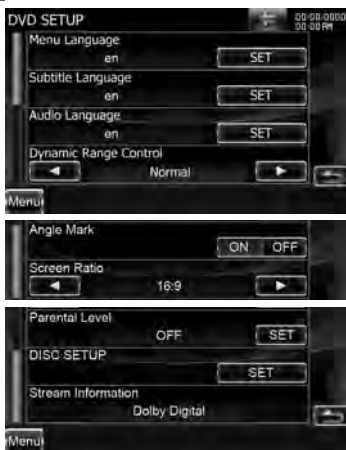 DVD SETUP
00/00/0000
00:00 PM
Menu Language
en SET
Subtitle Language
en SET
Audio Language
en SET
Dynamic Range Control
Normal
Menu
Angle Mark
ON OFF
Screen Ratio
16:9
Parental Level
OFF SET
DISC SETUP
SET
Stream Information
Dolby Digital
Menu